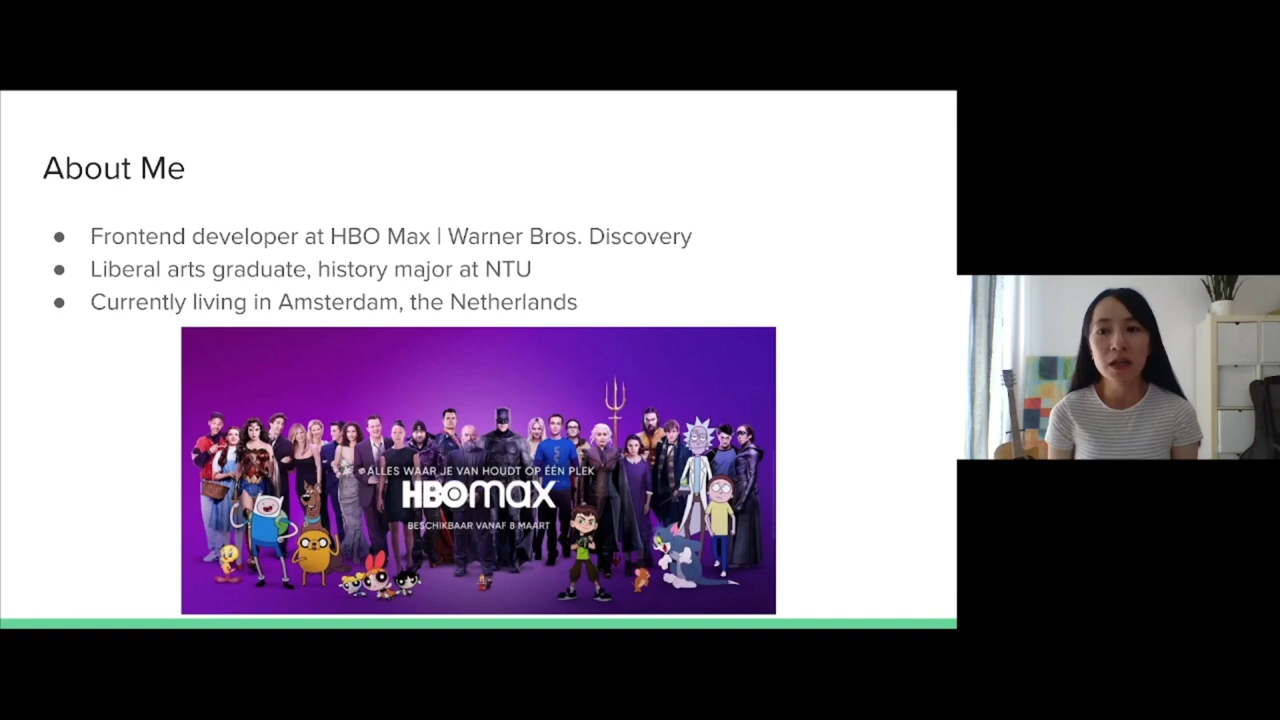 About Me
● Frontend developer at HBO Max | Warner Bros. Discovery
● Liberal arts graduate, history major at NTU
● Currently living in Amsterdam, the Netherlands
ALLES WAAR JE VAN HOUDT OP ÉÉN PLEK
HBOmax
BESCHIKBAAR VANAF 8 MAART